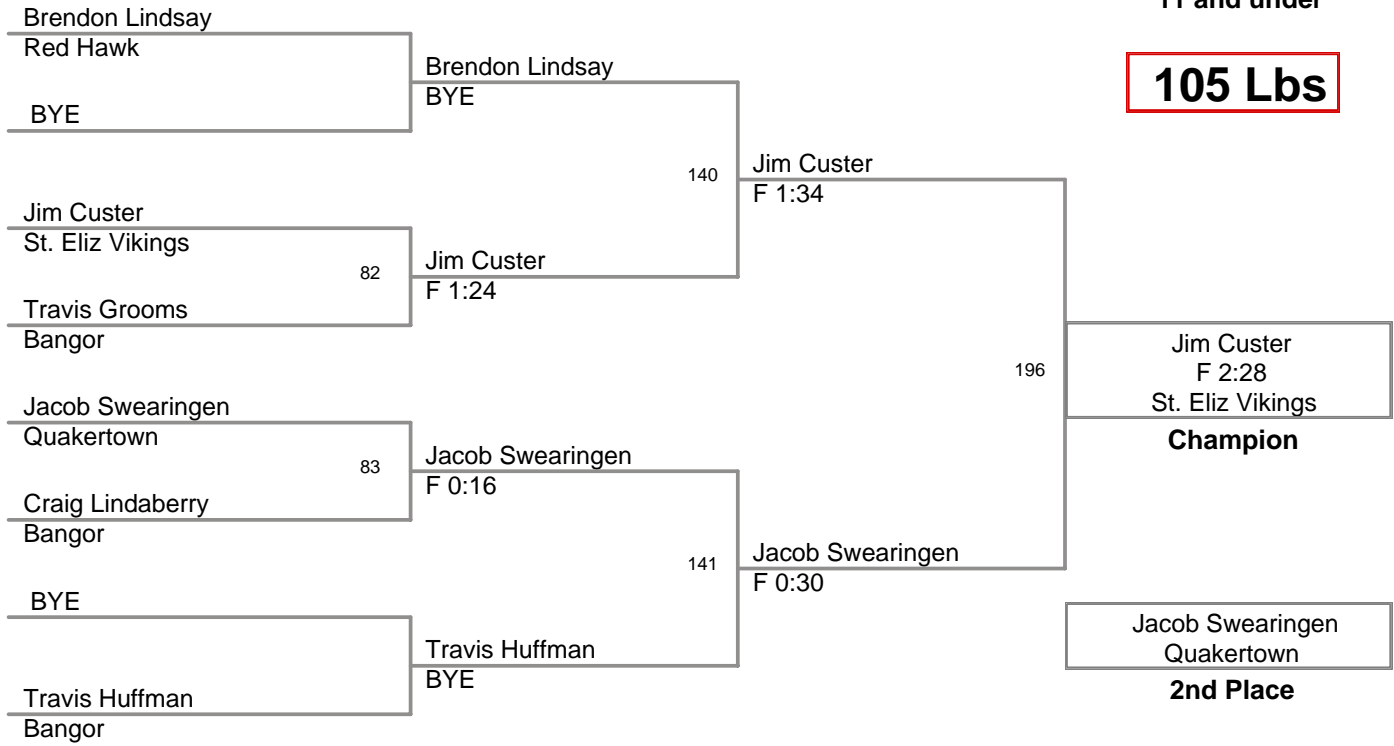 11 and under
105 Lbs
Brendon Lindsay
Red Hawk
BYE
Jim Custer
St. Eliz Vikings
82
Travis Grooms
Bangor
Jacob Swearingen
Quakertown
83
Craig Lindaberry
Bangor
BYE
Travis Huffman
Bangor
Brendon Lindsay
BYE
140
Jim Custer
F 1:24
Jacob Swearingen
F 0:16
141
Travis Huffman
BYE
Jim Custer
F 1:34
196
Jacob Swearingen
F 0:30
Jim Custer
F 2:28
St. Eliz Vikings
Champion
Jacob Swearingen
Quakertown
2nd Place